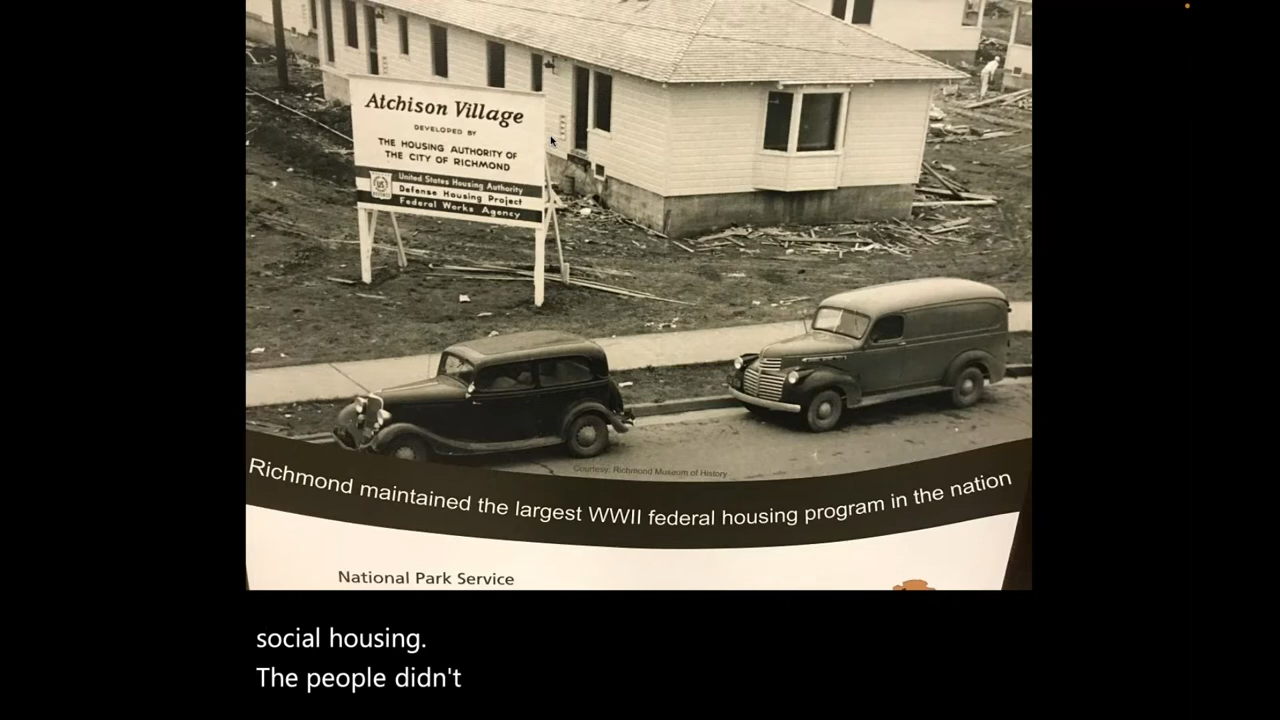 Atchison Village
DEVELOPED BY
THE HOUSING AUTHORITY OF
THE CITY OF RICHMOND
United States Housing Authority
Defense Housing Project
Federal Works Agency
Courtesy: Richmond Museum of History
Richmond maintained the largest WWII federal housing program in the nation
National Park Service
social housing.
The people didn't